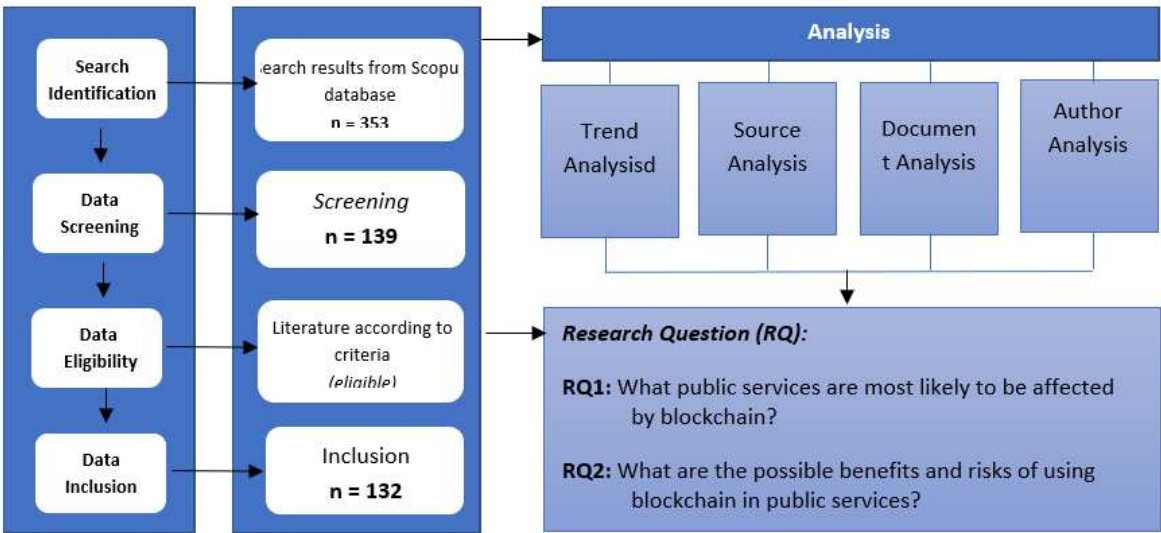 Search
Identification
Data
Screening
Data
Eligibility
Data
Inclusion
earch results from Scopu
database
n = 353
Screening
n = 139
Literature according to
criteria
(eligible)
Inclusion
n = 132
Analysis
Trend
Analysisd
Source
Analysis
Documen
t Analysis
Author
Analysis
Research Question (RQ):
RQ1: What public services are most likely to be affected
by blockchain?
RQ2: What are the possible benefits and risks of using
blockchain in public services?